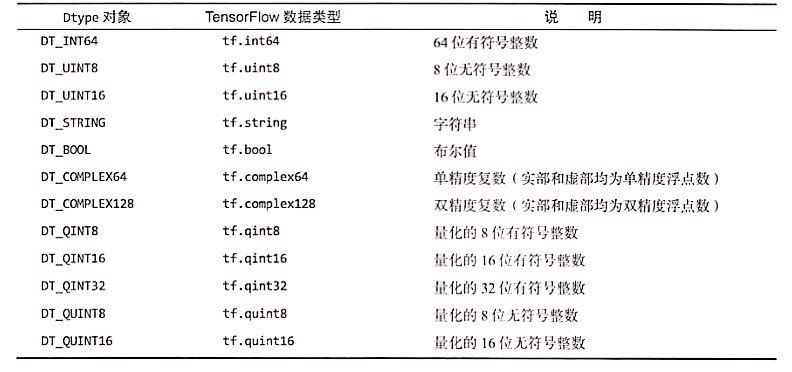 Dtype 对象 TensorFlow 数据类型 说 明
DT_INT64 tf.int64 64 位有符号整数
DT_UINT8 tf.uint8 8 位无符号整数
DT_UINT16 tf.uint16 16 位无符号整数
DT_STRING tf.string 字符串
DT_BOOL tf.bool 布尔值
DT_COMPLEX64 tf.complex64 单精度复数（实部和虚部均为单精度浮点数）
DT_COMPLEX128 tf.complex128 双精度复数（实部和虚部均为双精度浮点数）
DT_QINT8 tf.qint8 量化的 8 位有符号整数
DT_QINT16 tf.qint16 量化的 16 位有符号整数
DT_QINT32 tf.qint32 量化的 32 位有符号整数
DT_QUINT8 tf.quint8 量化的 8 位无符号整数
DT_QUINT16 tf.quint16 量化的 16 位无符号整数